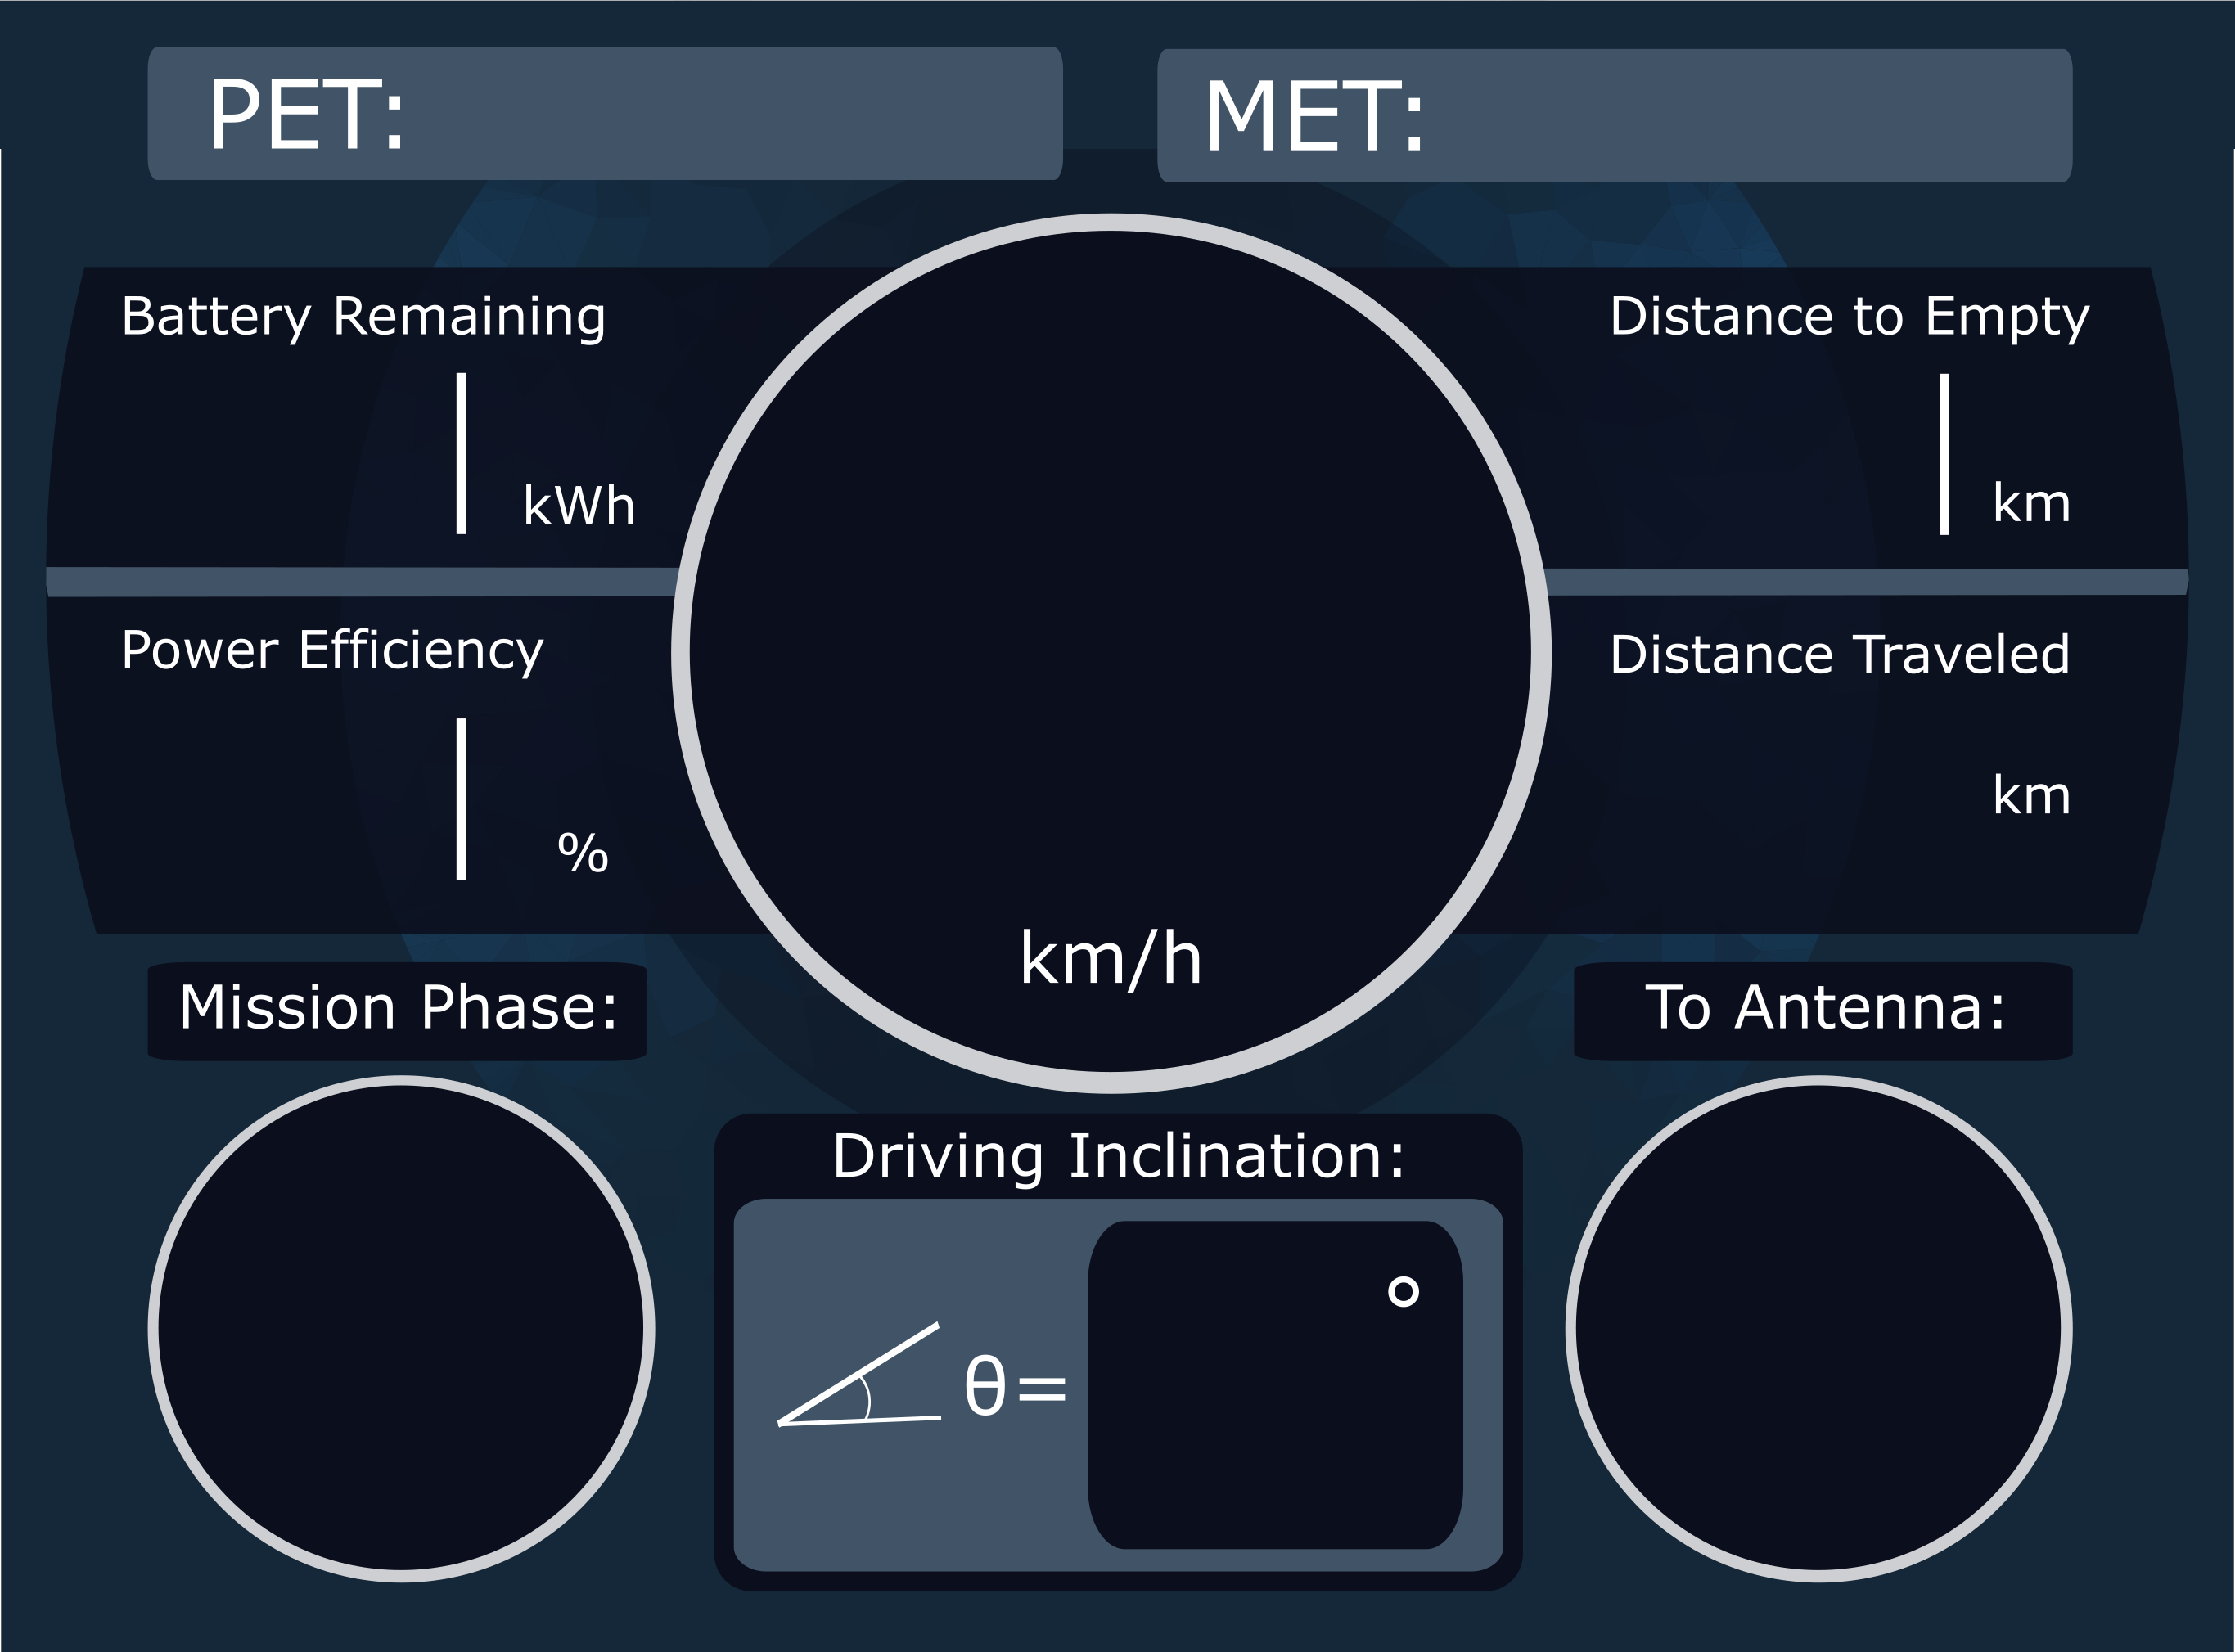 PET:
MET:
Battery Remaining
kWh
Distance to Empty
km
Power Efficiency
%
Distance Traveled
km
km/h
Mission Phase:
To Antenna:
Driving Inclination:
θ= °